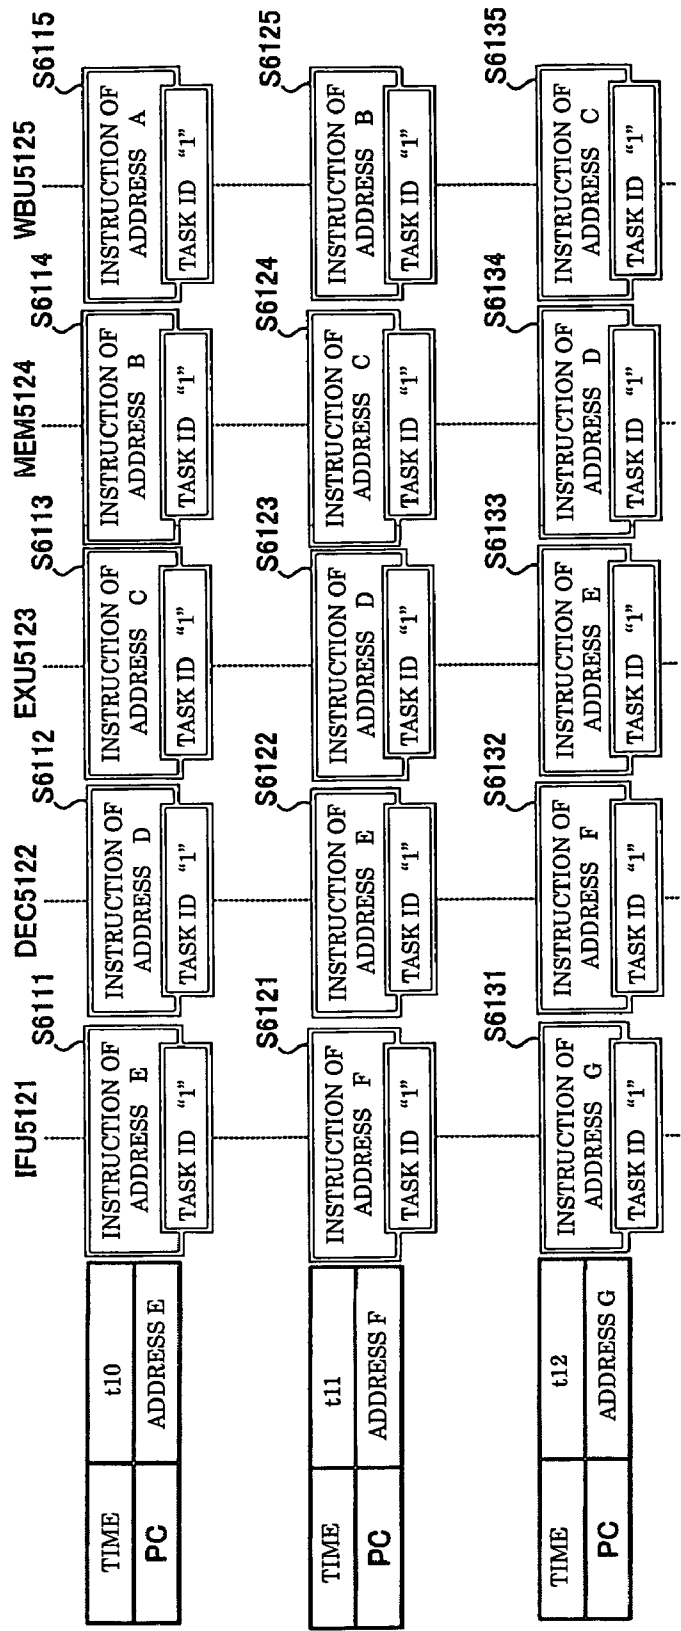 IFU5121
DEC5122
EXU5123
MEM5124
WBU5125
TIME
t10
PC
ADDRESS E
S6111
INSTRUCTION OF
ADDRESS E
TASK ID "1"
S6112
INSTRUCTION OF
ADDRESS D
TASK ID "1"
S6113
INSTRUCTION OF
ADDRESS C
TASK ID "1"
S6114
INSTRUCTION OF
ADDRESS B
TASK ID "1"
S6115
INSTRUCTION OF
ADDRESS A
TASK ID "1"
TIME
t11
PC
ADDRESS F
S6121
INSTRUCTION OF
ADDRESS F
TASK ID "1"
S6122
INSTRUCTION OF
ADDRESS E
TASK ID "1"
S6123
INSTRUCTION OF
ADDRESS D
TASK ID "1"
S6124
INSTRUCTION OF
ADDRESS C
TASK ID "1"
S6125
INSTRUCTION OF
ADDRESS B
TASK ID "1"
TIME
t12
PC
ADDRESS G
S6131
INSTRUCTION OF
ADDRESS G
TASK ID "1"
S6132
INSTRUCTION OF
ADDRESS F
TASK ID "1"
S6133
INSTRUCTION OF
ADDRESS E
TASK ID "1"
S6134
INSTRUCTION OF
ADDRESS D
TASK ID "1"
S6135
INSTRUCTION OF
ADDRESS C
TASK ID "1"